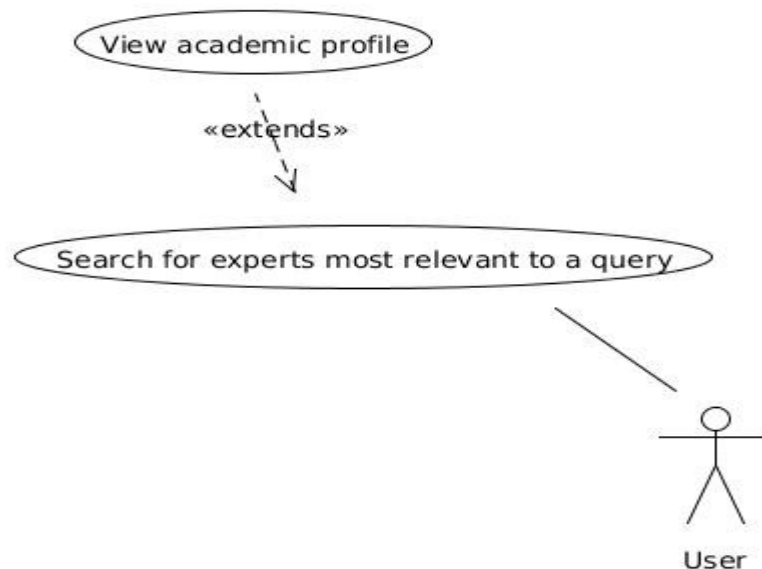 View academic profile
«extends»
Search for experts most relevant to a query
User